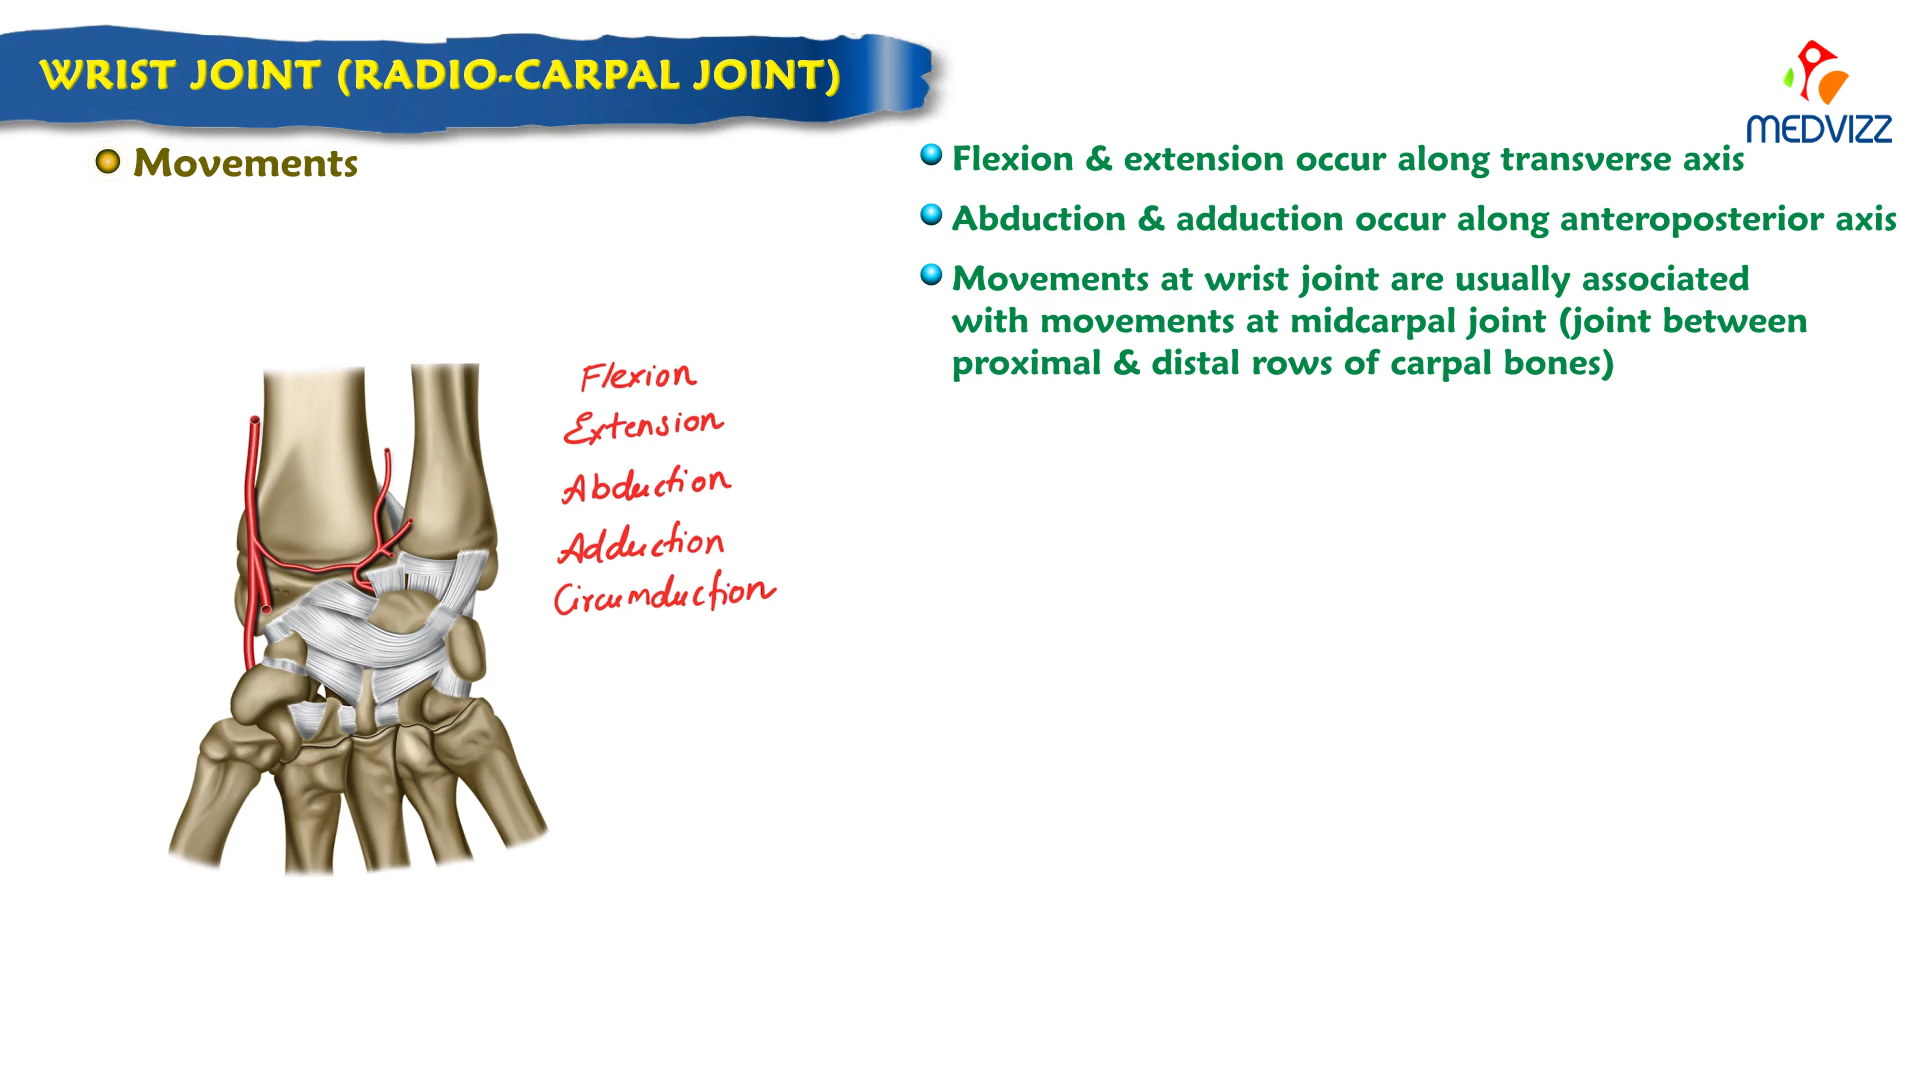 WRIST JOINT (RADIO-CARPAL JOINT)
MEDVIZZ
Movements
Flexion
Extension
Abduction
Adduction
Circumduction
Flexion & extension occur along transverse axis
Abduction & adduction occur along anteroposterior axis
Movements at wrist joint are usually associated
with movements at midcarpal joint (joint between
proximal & distal rows of carpal bones)